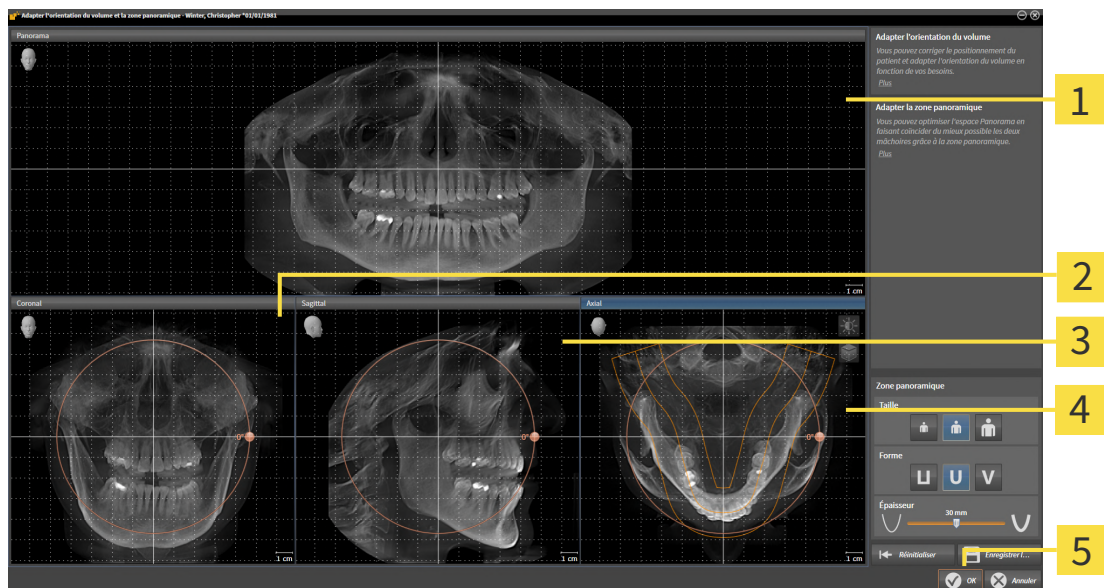 Adapter l'orientation du volume et la zone panoramique - Winter, Christopher *01/01/1981
Panorama
1 cm
Adapter l'orientation du volume
Vous pouvez corriger le positionnement du
patient et adapter l'orientation du volume en
fonction de vos besoins.
Plus
Adapter la zone panoramique
Vous pouvez optimiser l'espace Panorama en
faisant coïncider du mieux possible les deux
mâchoires grâce à la zone panoramique.
Plus
1
2
Coronal
Sagittal
Axial
3
4
.0°
.0°
.0°
1 cm
1 cm
1 cm
Zone panoramique
Taille
Forme
U
V
Épaisseur
30 mm
Réinitialiser
Enregistrer l...
5
OK
Annuler